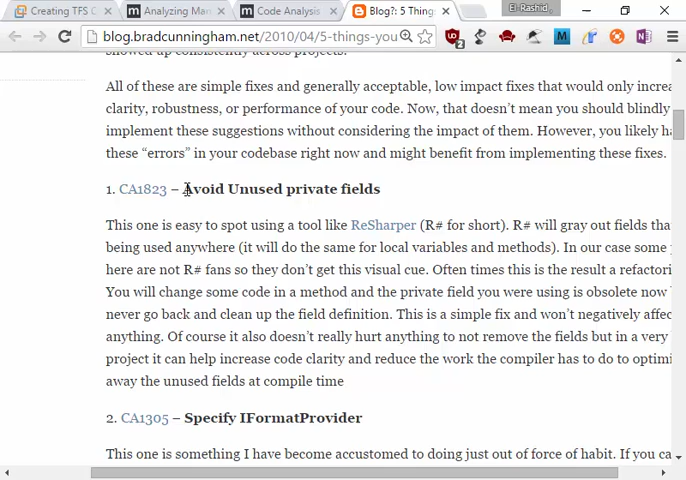 Creating TFS C
Analyzing Man
Code Analysis
Blog?: 5 Things
El-Rashid
blog.bradcunningham.net/2010/04/5-things-you
showed up consistently across projects.
All of these are simple fixes and generally acceptable, low impact fixes that would only increa
clarity, robustness, or performance of your code. Now, that doesn't mean you should blindly
implement these suggestions without considering the impact of them. However, you likely ha
these “errors” in your codebase right now and might benefit from implementing these fixes.
1. CA1823 – Avoid Unused private fields
This one is easy to spot using a tool like ReSharper (R# for short). R# will gray out fields tha
being used anywhere (it will do the same for local variables and methods). In our case some
here are not R# fans so they don't get this visual cue. Often times this is the result a refactori
You will change some code in a method and the private field you were using is obsolete now
never go back and clean up the field definition. This is a simple fix and won't negatively affec
anything. Of course it also doesn't really hurt anything to not remove the fields but in a very
project it can help increase code clarity and reduce the work the compiler has to do to optimi
away the unused fields at compile time
2. CA1305 – Specify IFormatProvider
This one is something I have become accustomed to doing just out of force of habit. If you ca